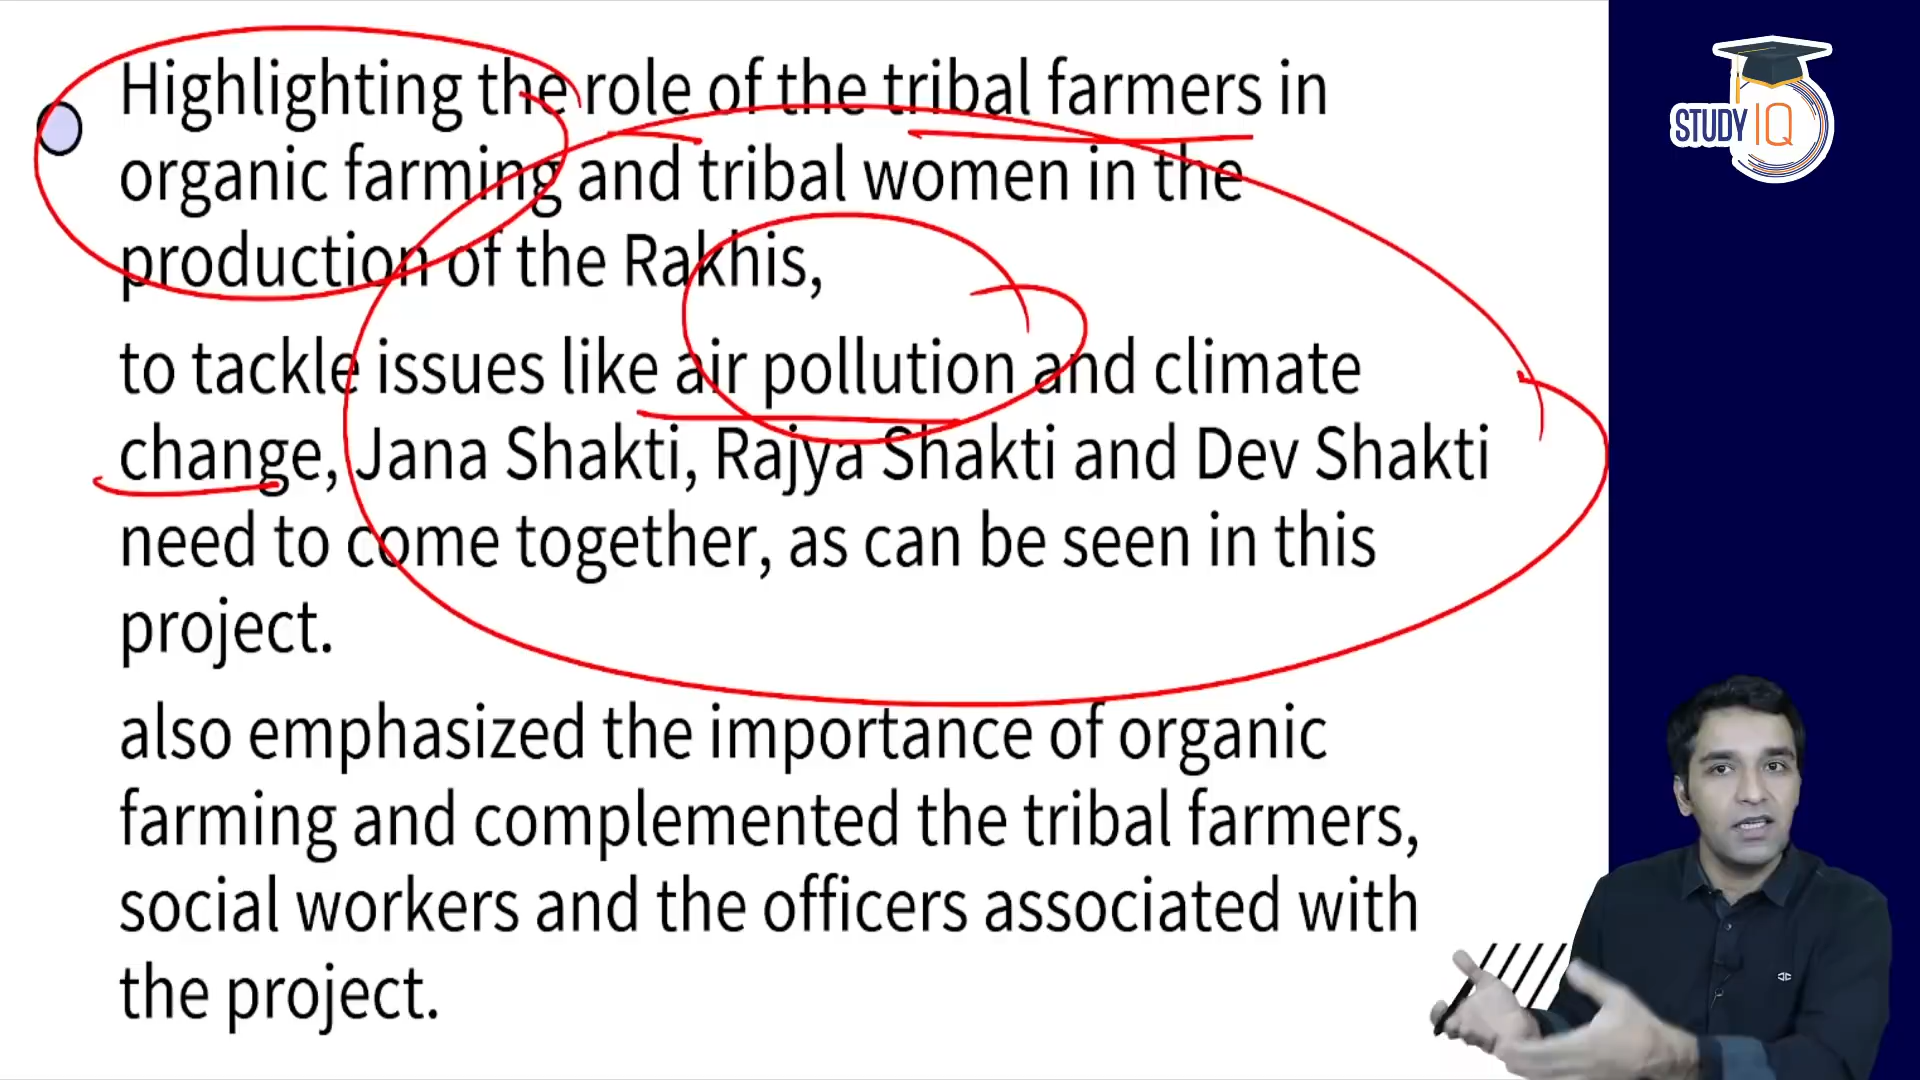 Highlighting the role of the tribal farmers in
organic farming and tribal women in the
production of the Rakhis,
to tackle issues like air pollution and climate
change, Jana Shakti, Rajya Shakti and Dev Shakti
need to come together, as can be seen in this
project.
also emphasized the importance of organic
farming and complemented the tribal farmers,
social workers and the officers associated with
the project.
STUDY IQ